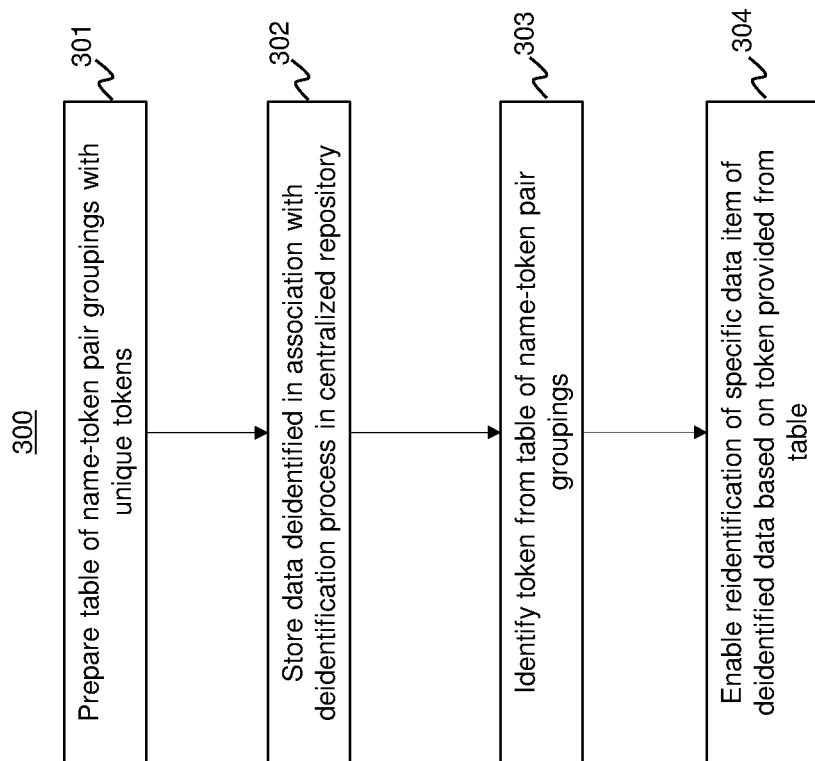 300
301
Prepare table of name-token pair groupings with
unique tokens
302
Store data deidentified in association with
deidentification process in centralized repository
303
Identify token from table of name-token pair
groupings
304
Enable reidentification of specific data item of
deidentified data based on token provided from
table